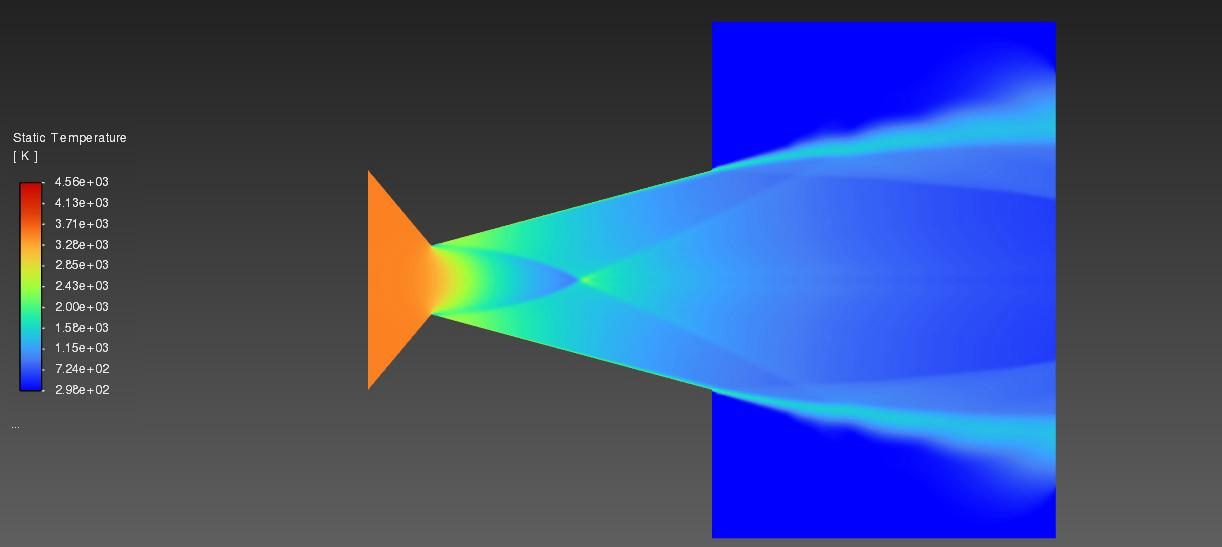 Static Temperature
[ K ]
4.56e+03
4.13e+03
3.71e+03
3.28e+03
2.85e+03
2.43e+03
2.00e+03
1.58e+03
1.15e+03
7.24e+02
2.98e+02
...